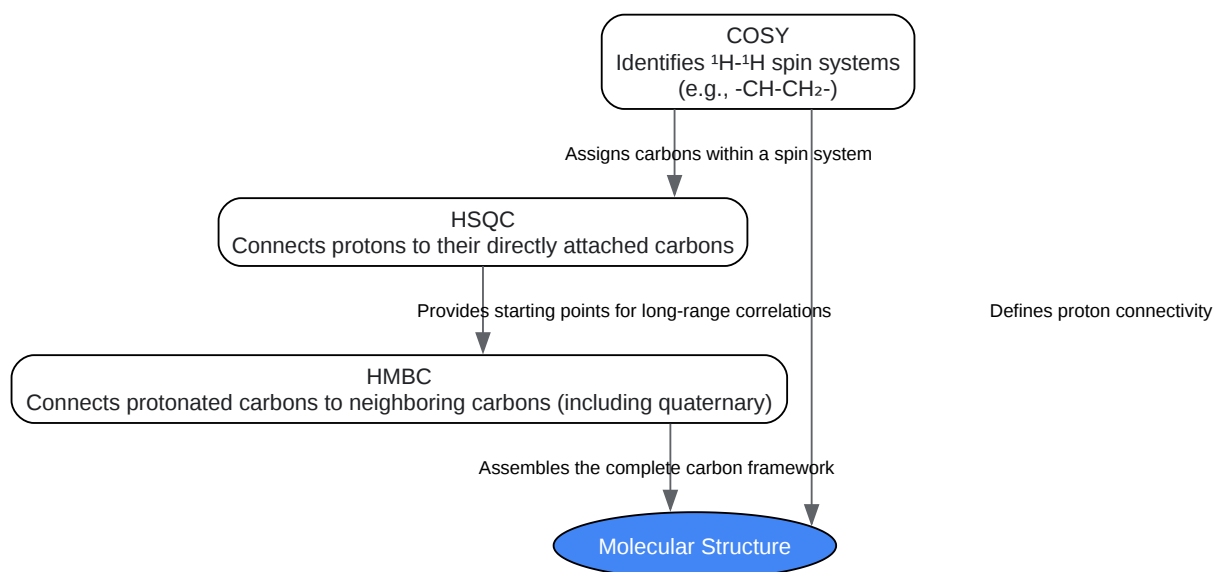 COSY
Identifies ¹H-¹H spin systems
(e.g., -CH-CH₂-)
Assigns carbons within a spin system
HSQC
Connects protons to their directly attached carbons
Provides starting points for long-range correlations
Defines proton connectivity
HMBC
Connects protonated carbons to neighboring carbons (including quaternary)
Assembles the complete carbon framework
Molecular Structure